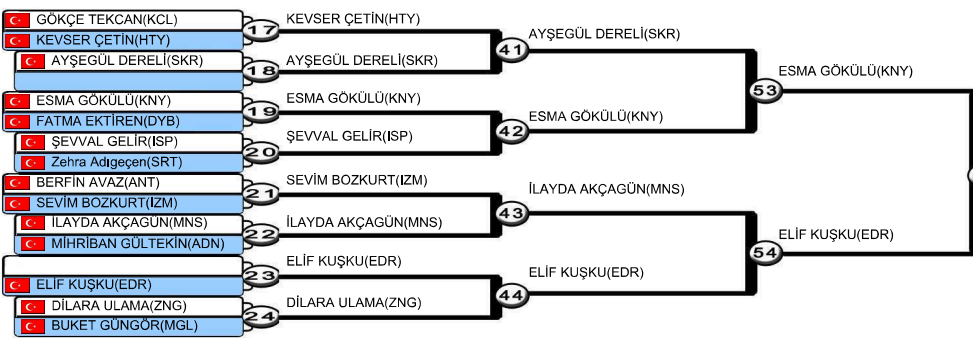 GÖKÇE TEKCAN(KCL)
KEVSER ÇETİN(HTY)
17
KEVSER ÇETİN(HTY)
AYŞEGÜL DERELİ(SKR)
18
AYŞEGÜL DERELİ(SKR)
41
AYŞEGÜL DERELİ(SKR)
ESMA GÖKÜLÜ(KNY)
FATMA EKTİREN(DYB)
19
ESMA GÖKÜLÜ(KNY)
ŞEVVAL GELİR(ISP)
Zehra Adıgeçen(SRT)
20
ŞEVVAL GELİR(ISP)
42
ESMA GÖKÜLÜ(KNY)
53
ESMA GÖKÜLÜ(KNY)
BERFİN AVAZ(ANT)
SEVİM BOZKURT(IZM)
21
SEVİM BOZKURT(IZM)
İLAYDA AKÇAGÜN(MNS)
MİHRİBAN GÜLTEKİN(ADN)
22
İLAYDA AKÇAGÜN(MNS)
43
İLAYDA AKÇAGÜN(MNS)
ELİF KUŞKU(EDR)
23
ELİF KUŞKU(EDR)
DİLARA ULAMA(ZNG)
BUKET GÜNGÖR(MGL)
24
DİLARA ULAMA(ZNG)
44
ELİF KUŞKU(EDR)
54
ELİF KUŞKU(EDR)